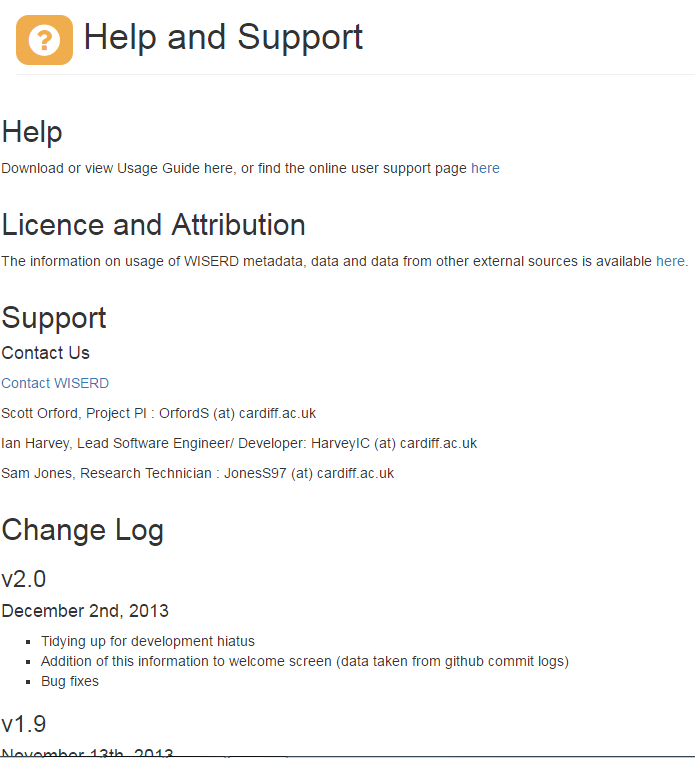 Help and Support
Help
Download or view Usage Guide here, or find the online user support page here
Licence and Attribution
The information on usage of WISERD metadata, data and data from other external sources is available here.
Support
Contact Us
Contact WISERD
Scott Orford, Project PI : OrfordS (at) cardiff.ac.uk
Ian Harvey, Lead Software Engineer/ Developer: HarveyIC (at) cardiff.ac.uk
Sam Jones, Research Technician : JonesS97 (at) cardiff.ac.uk
Change Log
v2.0
December 2nd, 2013
Tidying up for development hiatus
Addition of this information to welcome screen (data taken from github commit logs)
Bug fixes
v1.9
November 13th, 2013